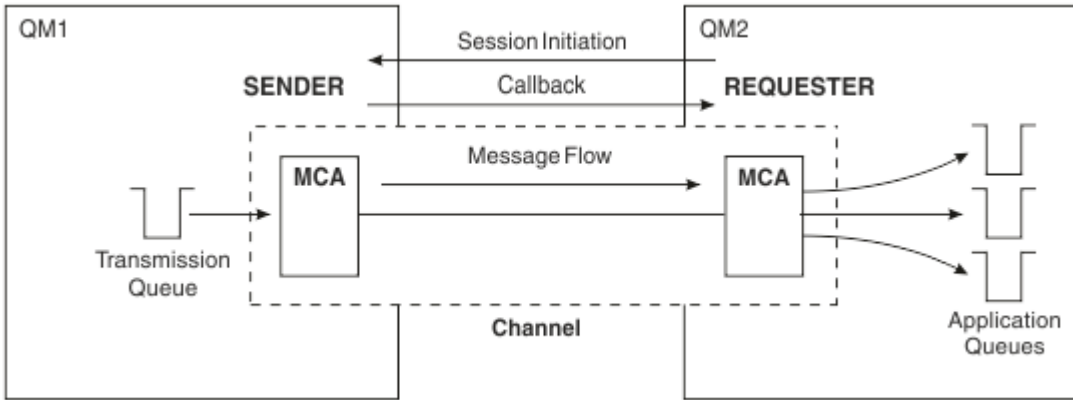 QM1
QM2
Session Initiation
SENDER
Callback
REQUESTER
Message Flow
MCA
MCA
Transmission
Queue
Channel
Application
Queues